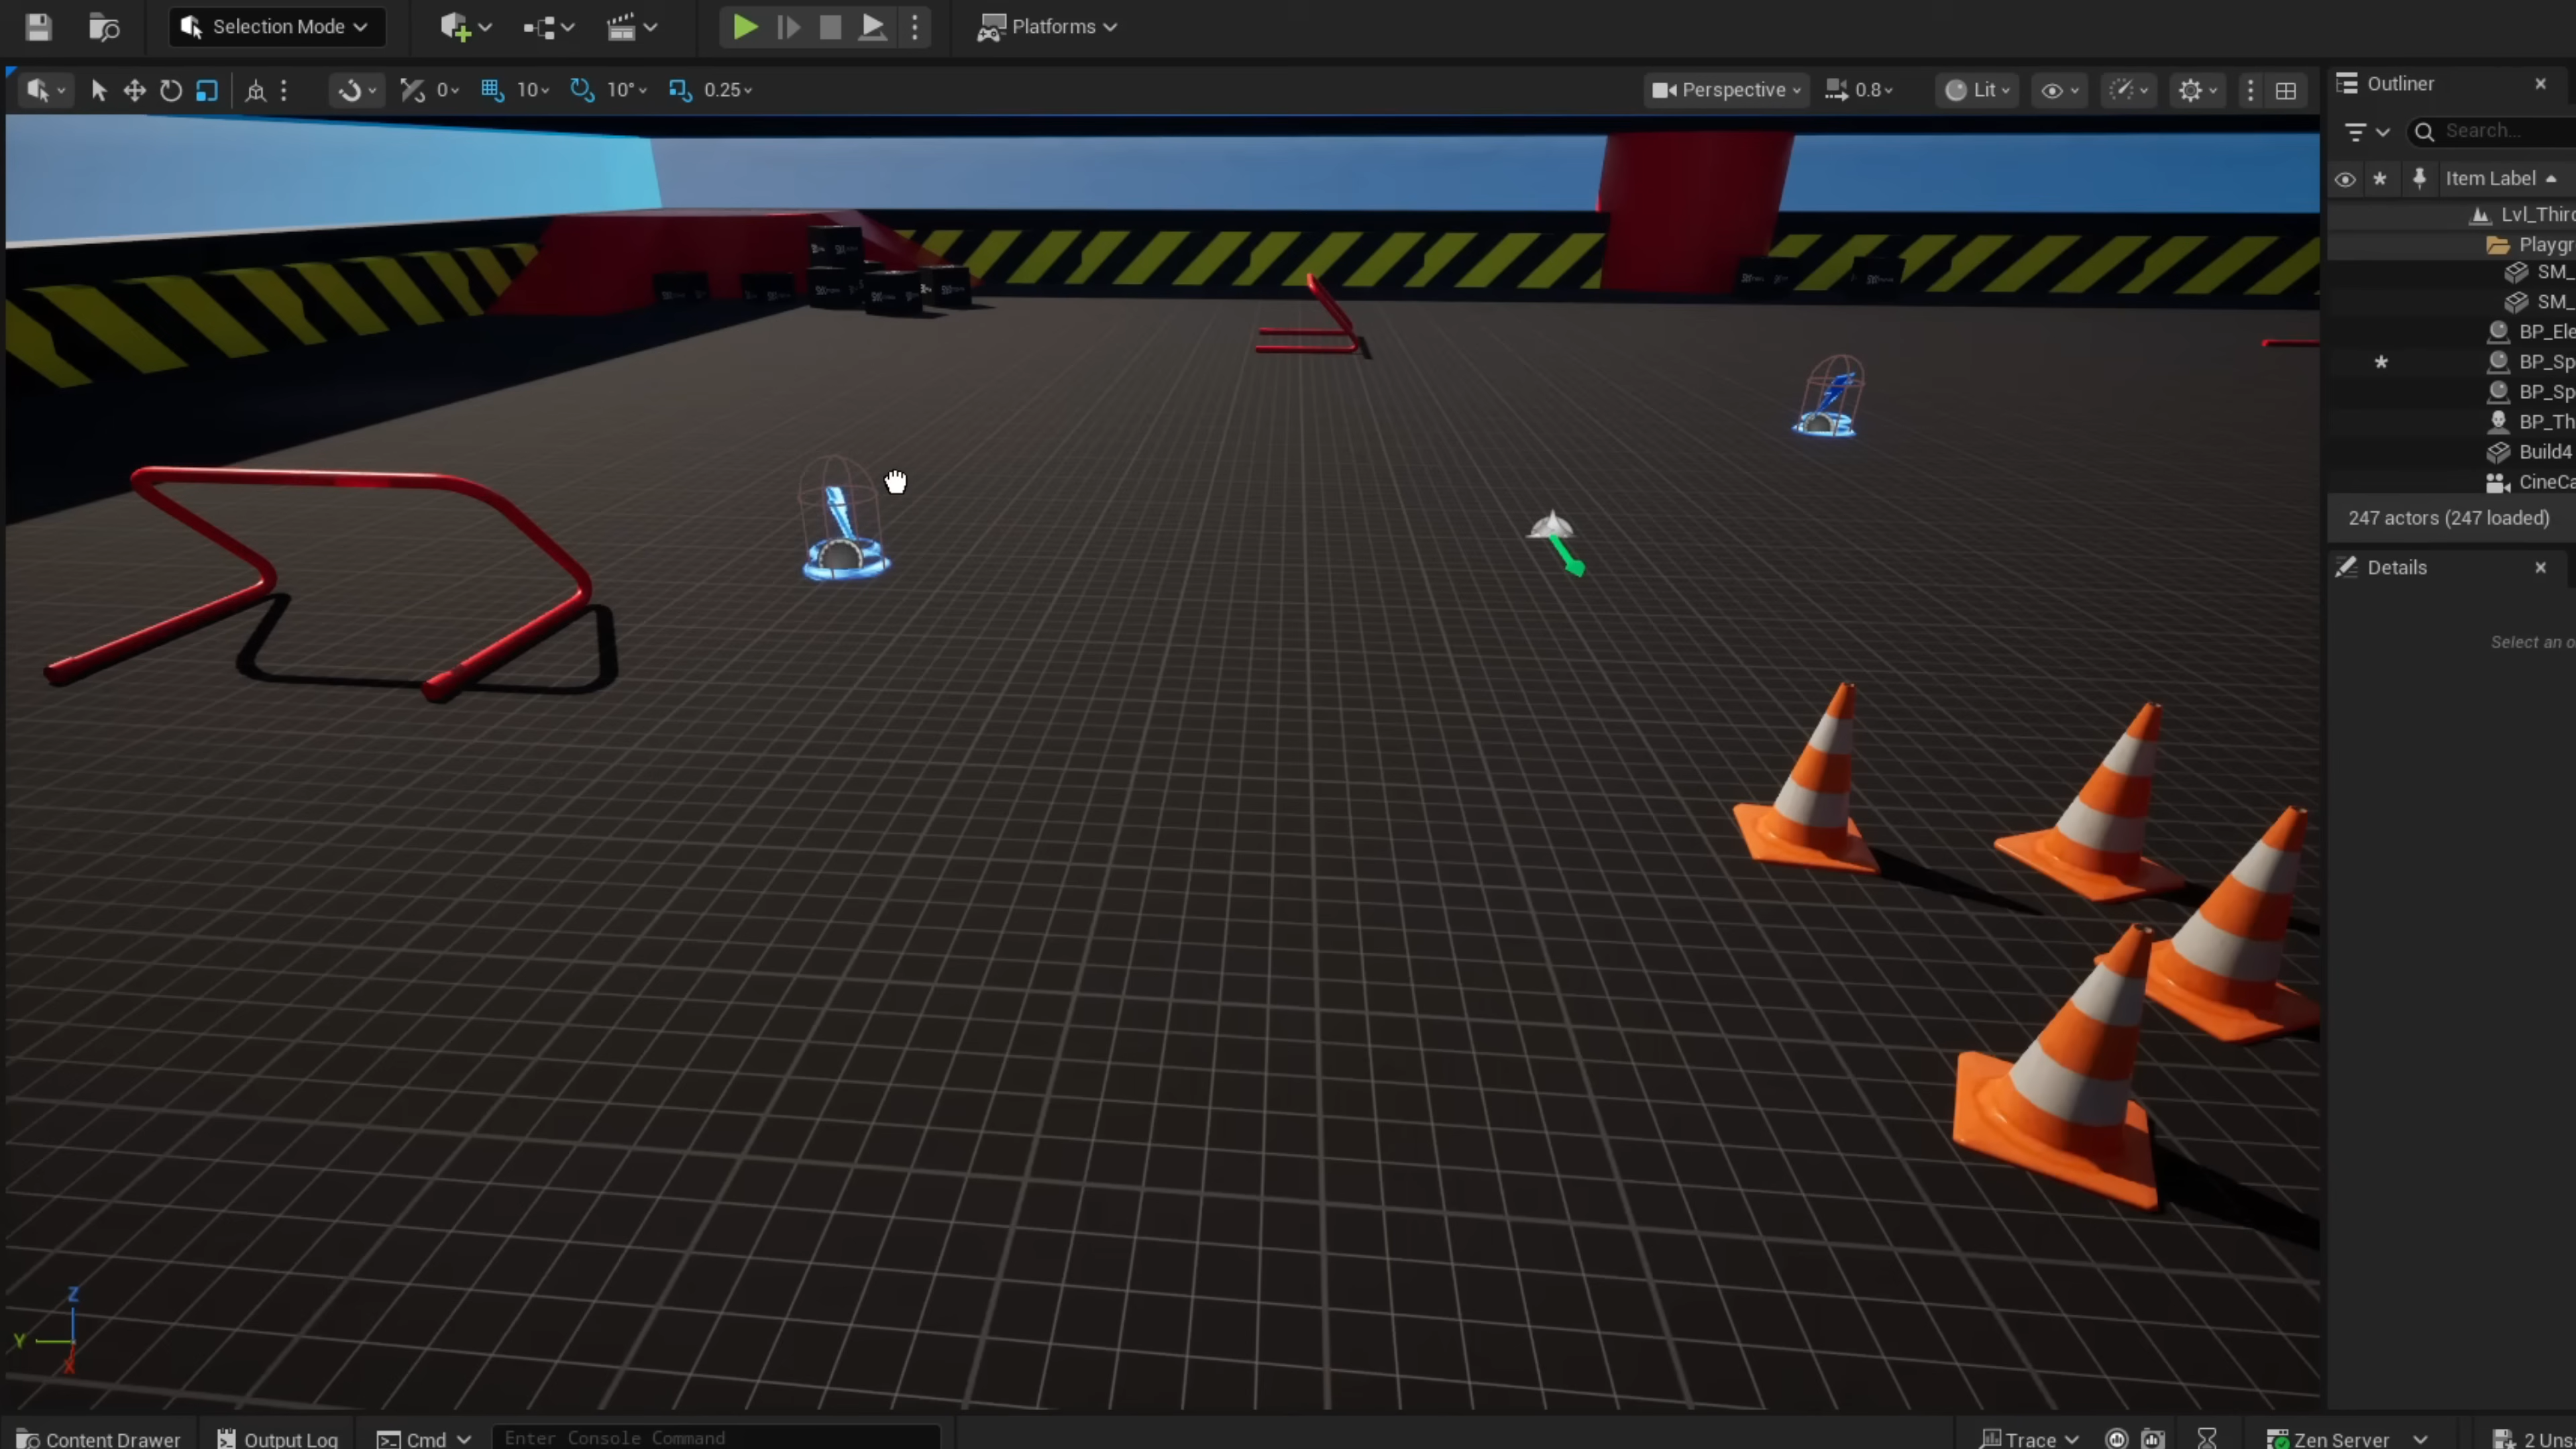 Selection Mode
Platforms
0
10
10°
0.25
Perspective
0.8
Lit
Outliner
Search...
Item Label
Lvl_Thir
Playgr
SM_
SM_
BP_Ele
BP_Sp
BP_Sp
BP_Th
Build4
CineCa
247 actors (247 loaded)
Details
Select an o
Z
Y
X
Content Drawer
Output Log
Cmd
Enter Console Command
Trace
Zen Server
2 Uns